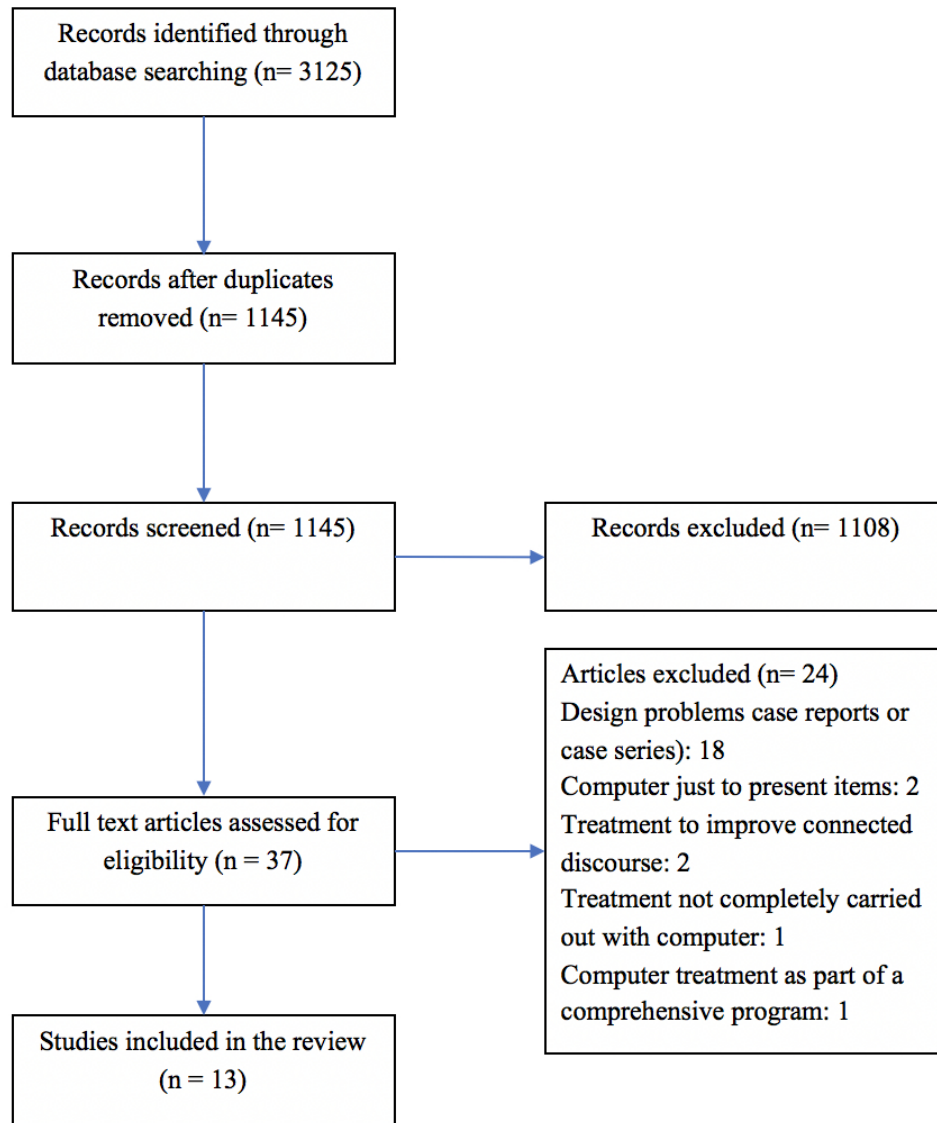 Records identified through
database searching (n= 3125)
Records after duplicates
removed (n= 1145)
Records screened (n= 1145)
Records excluded (n= 1108)
Full text articles assessed for
eligibility (n = 37)
Articles excluded (n= 24)
Design problems case reports or
case series): 18
Computer just to present items: 2
Treatment to improve connected
discourse: 2
Treatment not completely carried
out with computer: 1
Computer treatment as part of a
comprehensive program: 1
Studies included in the review
(n = 13)